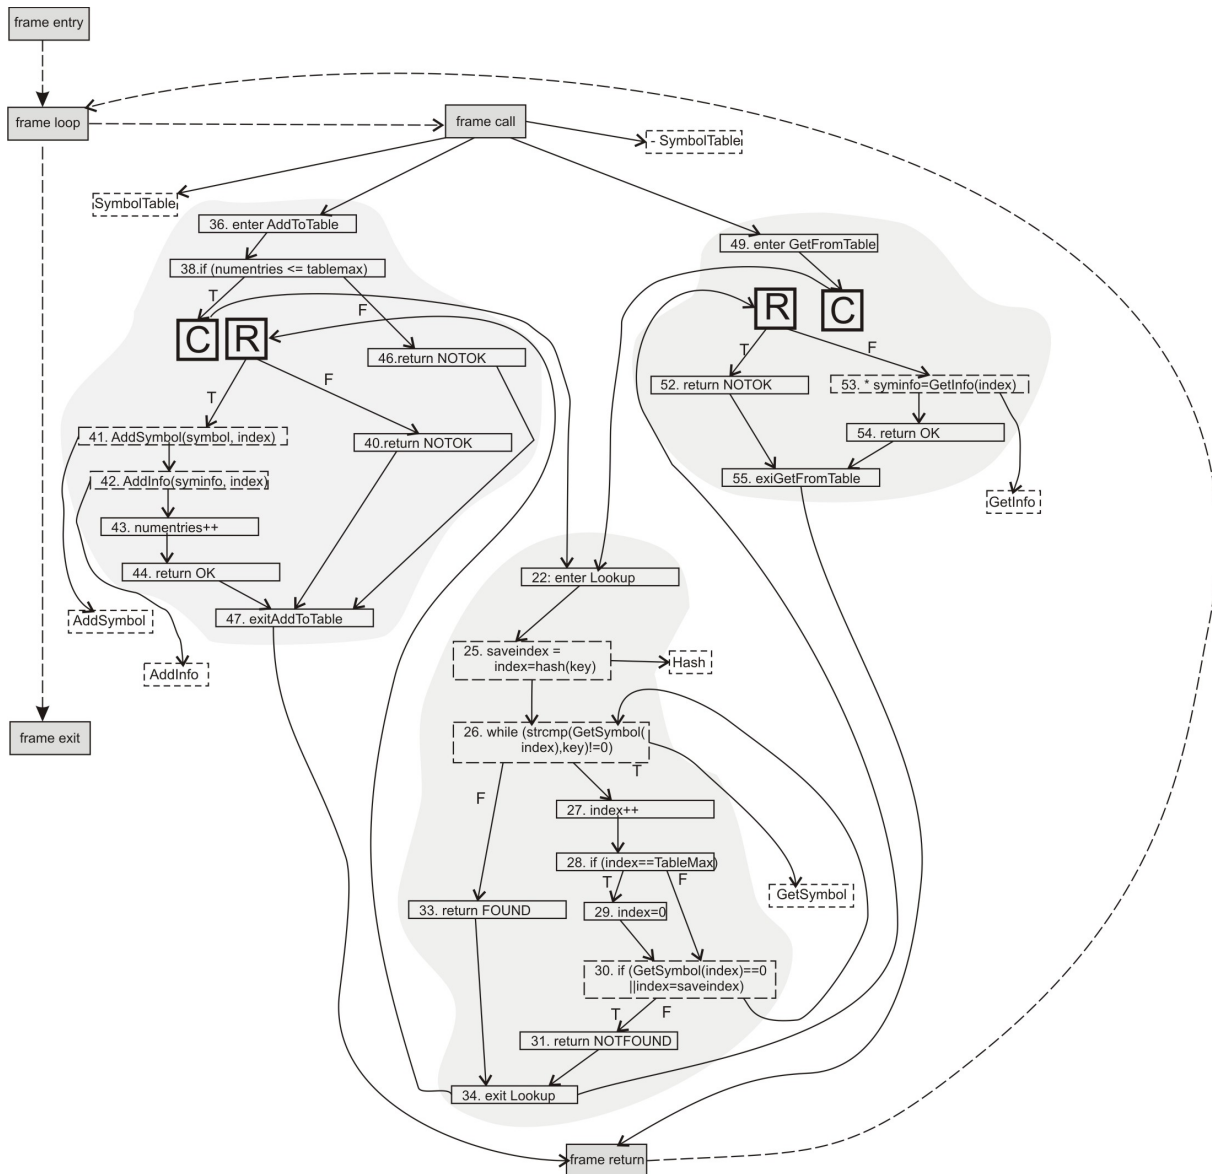 frame entry
frame loop
frame call
- SymbolTable
SymbolTable
36. enter AddToTable
49. enter GetFromTable
38.if (numentries <= tablemax)
T
F
C
R
R
C
46.return NOTOK
T
F
T
F
52. return NOTOK
53. * syminfo=GetInfo(index)
41. AddSymbol(symbol, index)
40.return NOTOK
54. return OK
42. AddInfo(syminfo, index)
55. exiGetFromTable
GetInfo
43. numentries++
44. return OK
22: enter Lookup
AddSymbol
47. exitAddToTable
AddInfo
25. saveindex =
index=hash(key)
Hash
frame exit
26. while (strcmp(GetSymbol(
index),key)!=0)
T
F
27. index++
28. if (index==TableMax)
T
F
GetSymbol
33. return FOUND
29. index=0
30. if (GetSymbol(index)==0
||index=saveindex)
T
F
31. return NOTFOUND
34. exit Lookup
frame return